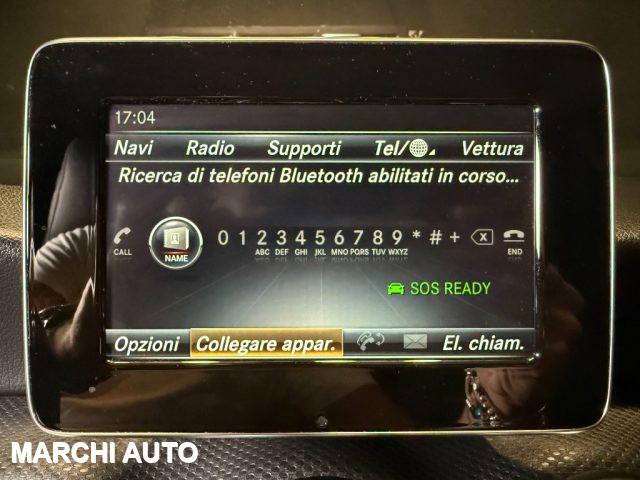 17:04
Navi Radio Supporti Tel/ Vettura
Ricerca di telefoni Bluetooth abilitati in corso...
0 1 2 3 4 5 6 7 8 9 * # +
CALL NAME ABC DEF GHI JKL MNO PQRS TUV WXYZ END
SOS READY
Opzioni Collegare appar. El. chiam.
MARCHI AUTO